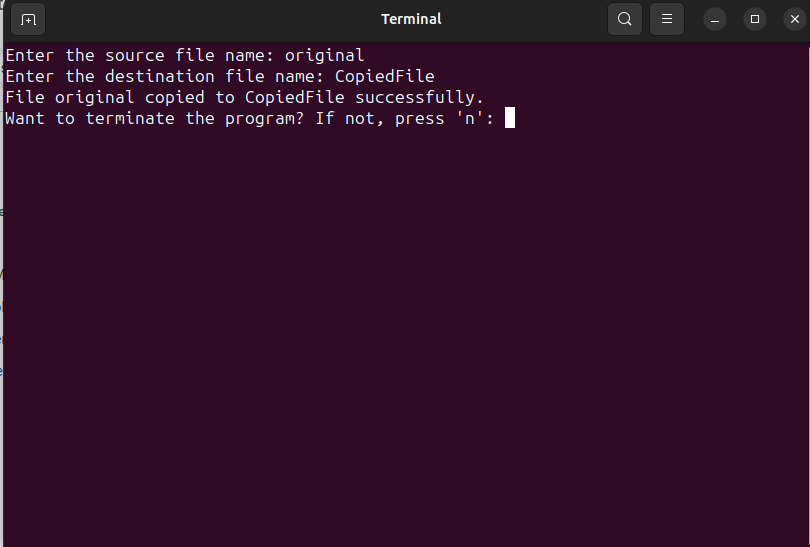 Terminal
Enter the source file name: original
Enter the destination file name: CopiedFile
File original copied to CopiedFile successfully.
Want to terminate the program? If not, press 'n':